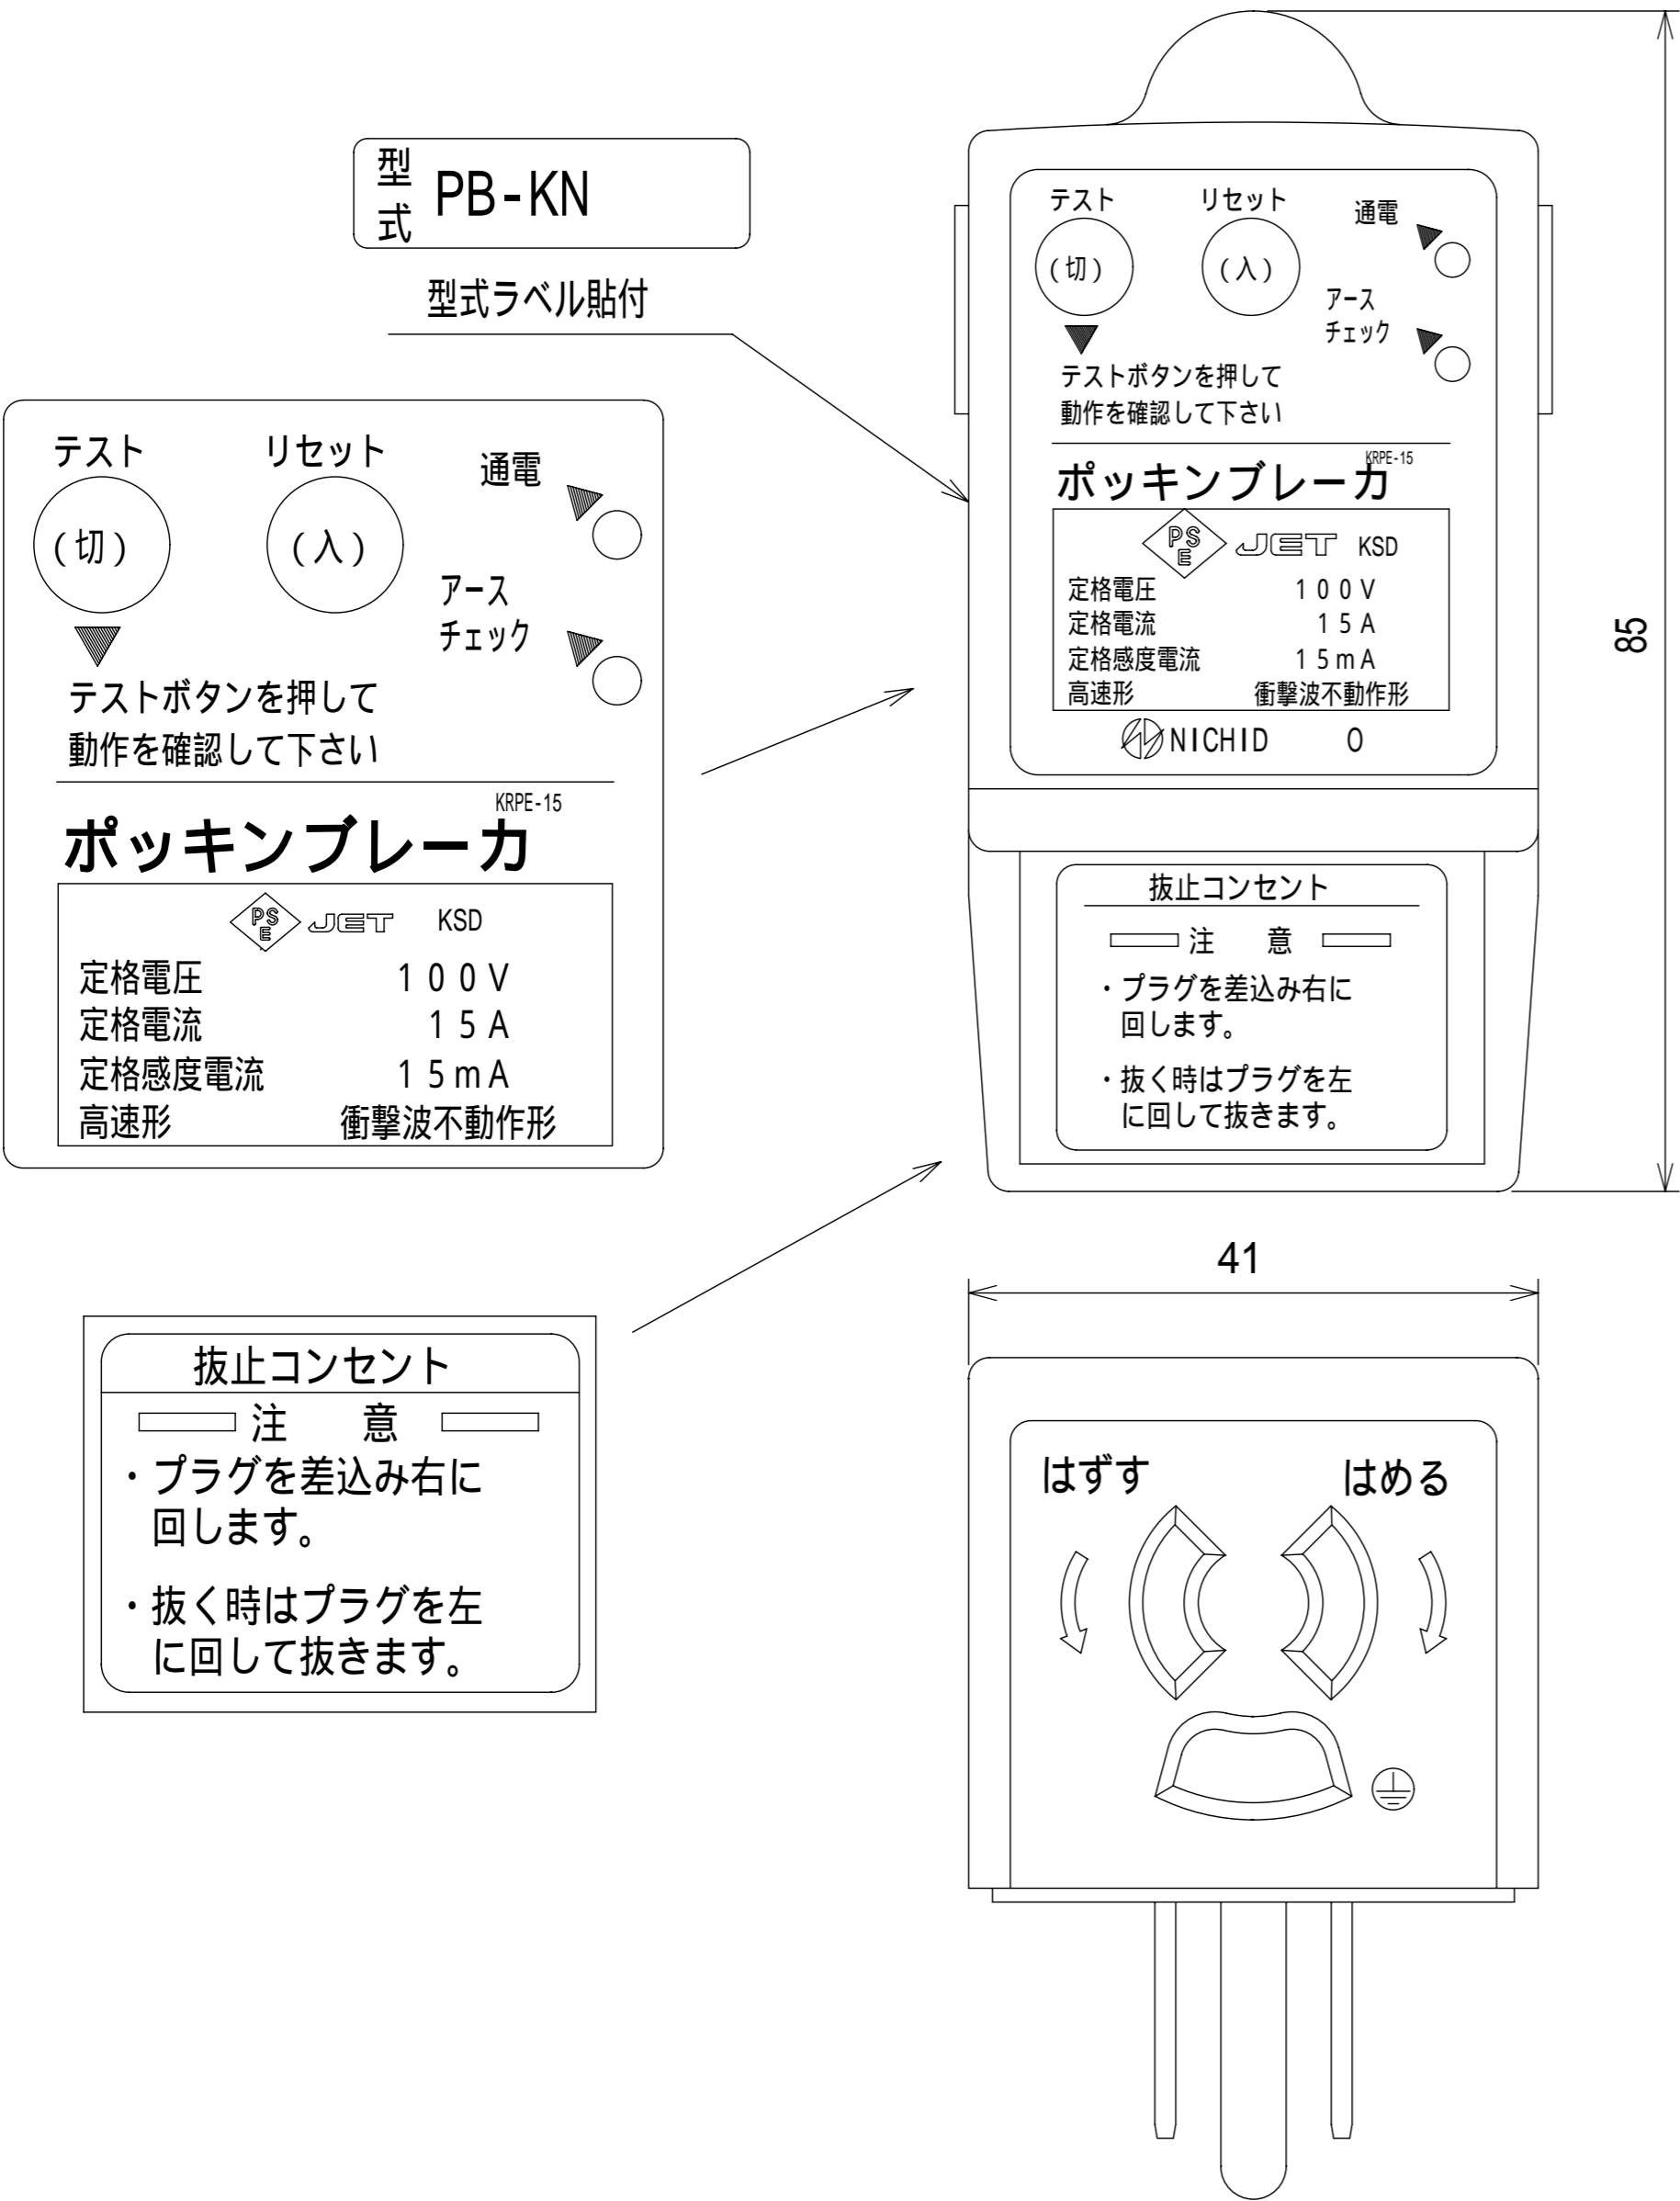 型式 PB-KN
型式ラベル貼付
テスト リセット 通電
(切) (入)
アース
チェック
テストボタンを押して
動作を確認して下さい
KRPE-15
ポッキンブレーカ
PSE JET KSD
定格電圧 100V
定格電流 15A
定格感度電流 15mA
高速形 衝撃波不動作形
NICHID O
抜止コンセント
注 意
・プラグを差込み右に
回します。
・抜く時はプラグを左
に回して抜きます。
85
テスト リセット 通電
(切) (入)
アース
チェック
テストボタンを押して
動作を確認して下さい
KRPE-15
ポッキンブレーカ
PSE JET KSD
定格電圧 100V
定格電流 15A
定格感度電流 15mA
高速形 衝撃波不動作形
抜止コンセント
注 意
・プラグを差込み右に
回します。
・抜く時はプラグを左
に回して抜きます。
41
はずす はめる